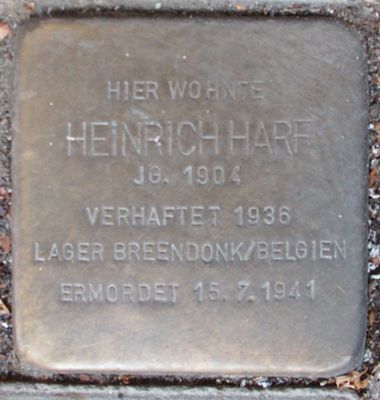 HIER WOHNTE
HEINRICH HARF
JG. 1904
VERHAFTET 1936
LAGER BREENDONK/BELGIEN
ERMORDET 15.7.1941